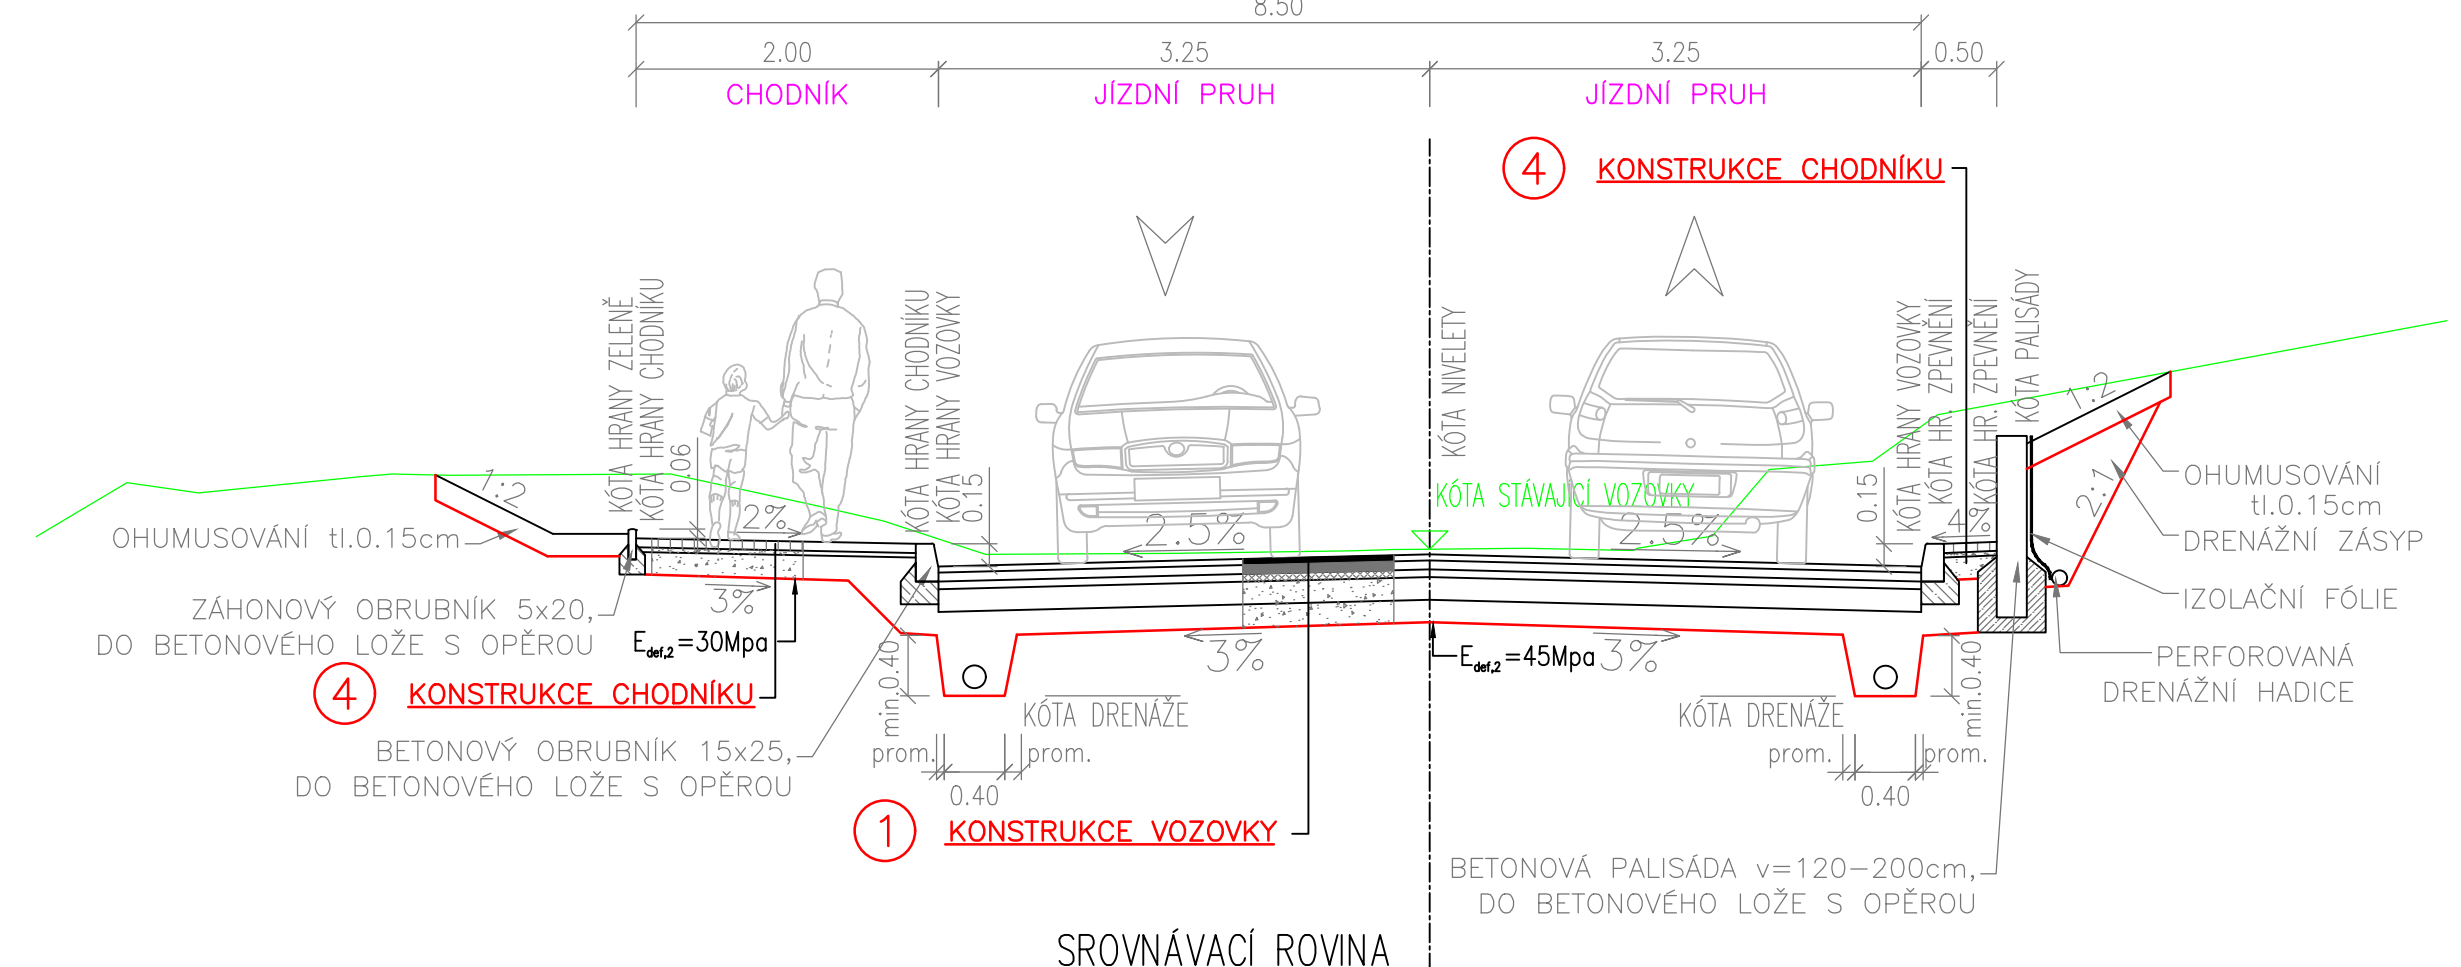 8.50
2.00
3.25
3.25
0.50
CHODNÍK
JÍZDNÍ PRUH
JÍZDNÍ PRUH
4
KONSTRUKCE CHODNÍKU
KÓTA HRANY ZELENĚ
KÓTA HRANY CHODNÍKU
0.06
KÓTA HRANY CHODNÍKU
KÓTA HRANY VOZOVKY
0.15
KÓTA NIVELETY
KÓTA STÁVAJÍCÍ VOZOVKY
0.15
KÓTA HRANY VOZOVKY
KÓTA HR. ZPEVNĚNÍ
KÓTA HR. ZPEVNĚNÍ
KÓTA PALISÁDY
1:2
1:2
2:1
2%
2.5%
2.5%
4%
OHUMUSOVÁNÍ tl.0.15cm
OHUMUSOVÁNÍ
tl.0.15cm
DRENÁŽNÍ ZÁSYP
IZOLAČNÍ FÓLIE
PERFOROVANÁ
DRENÁŽNÍ HADICE
ZÁHONOVÝ OBRUBNÍK 5x20,
DO BETONOVÉHO LOŽE S OPĚROU
3%
Edef,2=30Mpa
3%
Edef,2=45Mpa
3%
4
KONSTRUKCE CHODNÍKU
min.0.40
min.0.40
KÓTA DRENÁŽE
KÓTA DRENÁŽE
BETONOVÝ OBRUBNÍK 15x25,
DO BETONOVÉHO LOŽE S OPĚROU
prom.
prom.
prom.
prom.
0.40
0.40
1
KONSTRUKCE VOZOVKY
BETONOVÁ PALISÁDA v=120-200cm,
DO BETONOVÉHO LOŽE S OPĚROU
SROVNÁVACÍ ROVINA